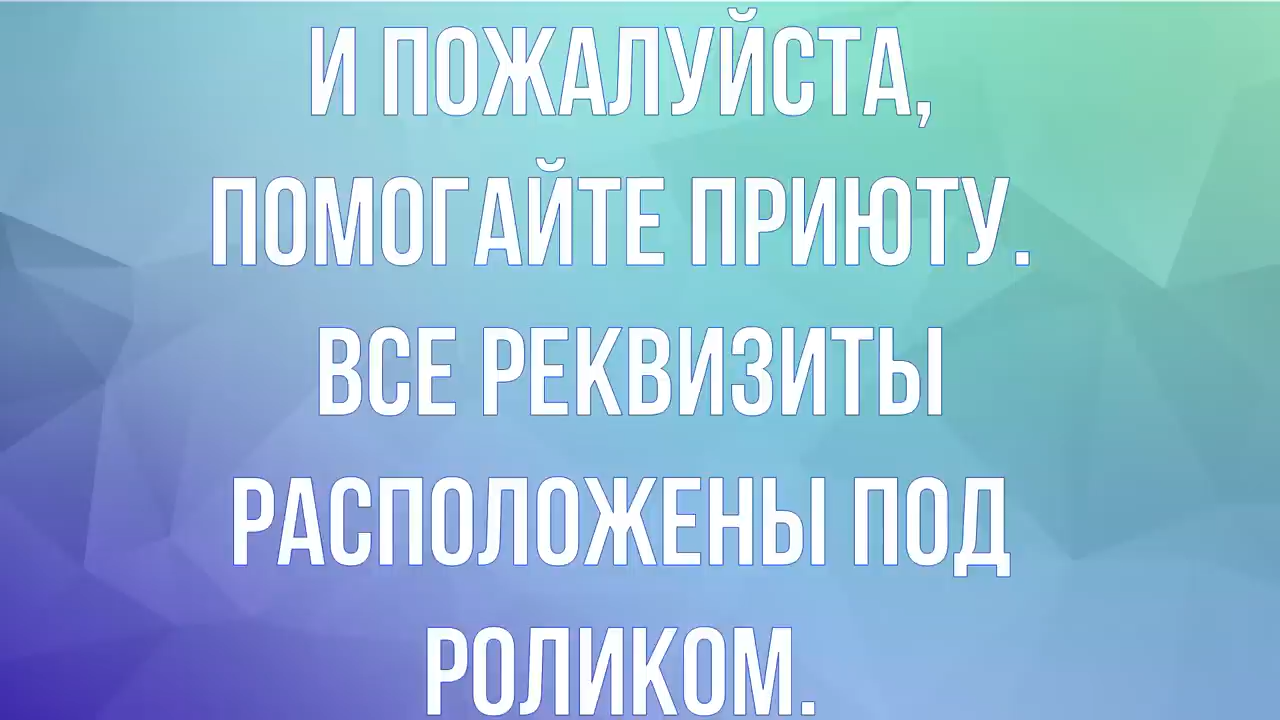 И ПОЖАЛУЙСТА,
ПОМОГАЙТЕ ПРИЮТУ.
ВСЕ РЕКВИЗИТЫ
РАСПОЛОЖЕНЫ ПОД
РОЛИКОМ.